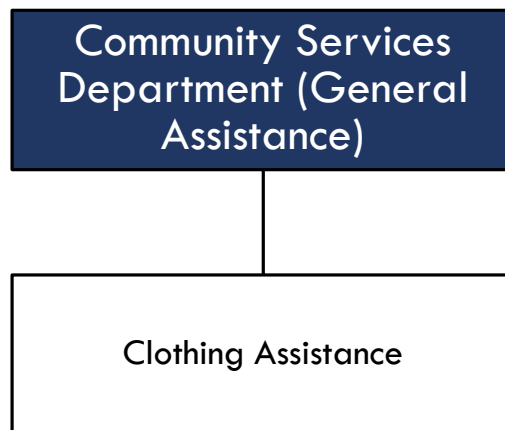 Community Services
Department (General
Assistance)
Clothing Assistance